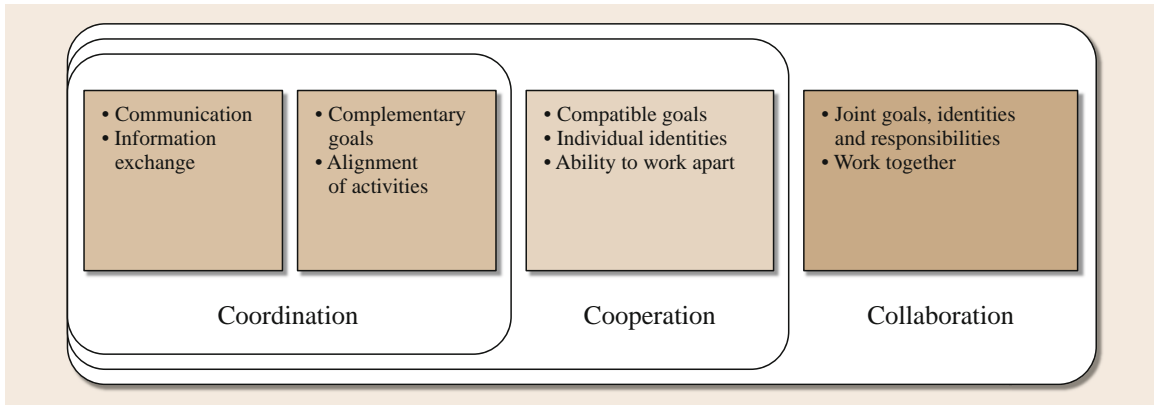 • Communication
• Information
exchange
• Complementary
goals
• Alignment
of activities
• Compatible goals
• Individual identities
• Ability to work apart
• Joint goals, identities
and responsibilities
• Work together
Coordination
Cooperation
Collaboration